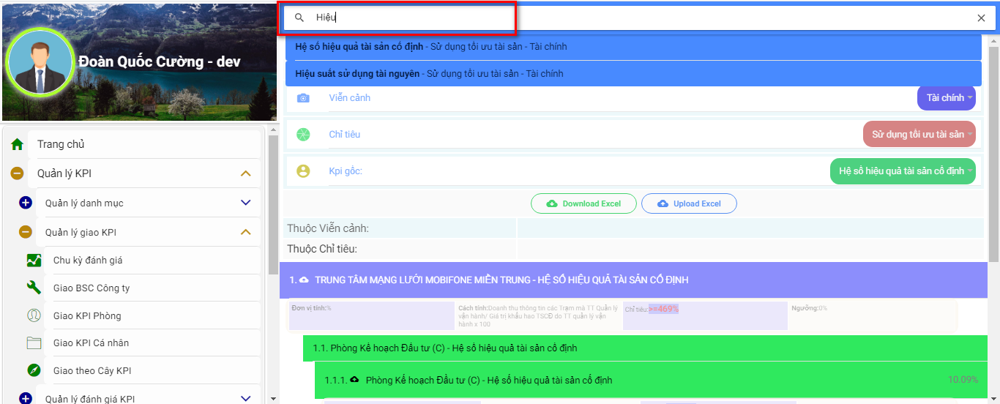 Đoàn Quốc Cường - dev
Trang chủ
Quản lý KPI
Quản lý danh mục
Quản lý giao KPI
Chu kỳ đánh giá
Giao BSC Công ty
Giao KPI Phòng
Giao KPI Cá nhân
Giao theo Cây KPI
Quản lý đánh giá KPI
Hiệu
Hệ số hiệu quả tài sản cố định - Sử dụng tối ưu tài sản - Tài chính
Hiệu suất sử dụng tài nguyên - Sử dụng tối ưu tài sản - Tài chính
Viễn cảnh
Tài chính
Chỉ tiêu
Sử dụng tối ưu tài sản
Kpi gốc:
Hệ số hiệu quả tài sản cố định
Download Excel
Upload Excel
Thuộc Viễn cảnh:
Thuộc Chỉ tiêu:
1. TRUNG TÂM MẠNG LƯỚI MOBIFONE MIỀN TRUNG - HỆ SỐ HIỆU QUẢ TÀI SẢN CỐ ĐỊNH
Đơn vị tính:%
Cách tính:Doanh thu thông tin các Trạm mà TT Quản lý
vận hành/ Giá trị khấu hao TSCĐ do TT quản lý vận
hành x 100
Chỉ tiêu:>=469%
Ngưỡng:0%
1.1. Phòng Kế hoạch Đầu tư (C) - Hệ số hiệu quả tài sản cố định
1.1.1. Phòng Kế hoạch Đầu tư (C) - Hệ số hiệu quả tài sản cố định
10.09%